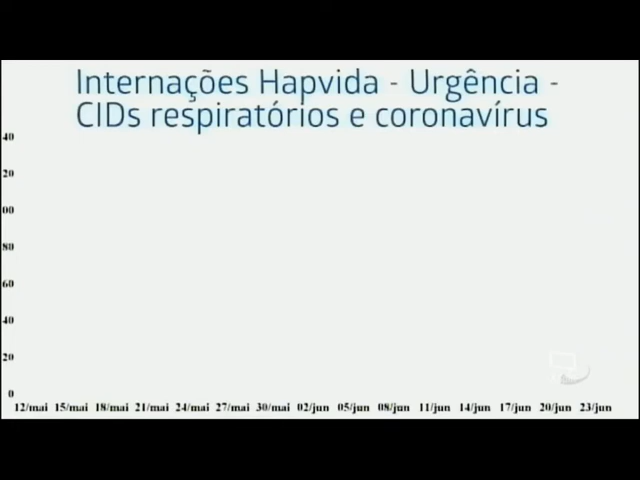 Internações Hapvida - Urgência -
CIDs respiratórios e coronavírus
40
20
00
80
60
40
20
0
12/mai 15/mai 18/mai 21/mai 24/mai 27/mai 30/mai 02/jun 05/jun 08/jun 11/jun 14/jun 17/jun 20/jun 23/jun